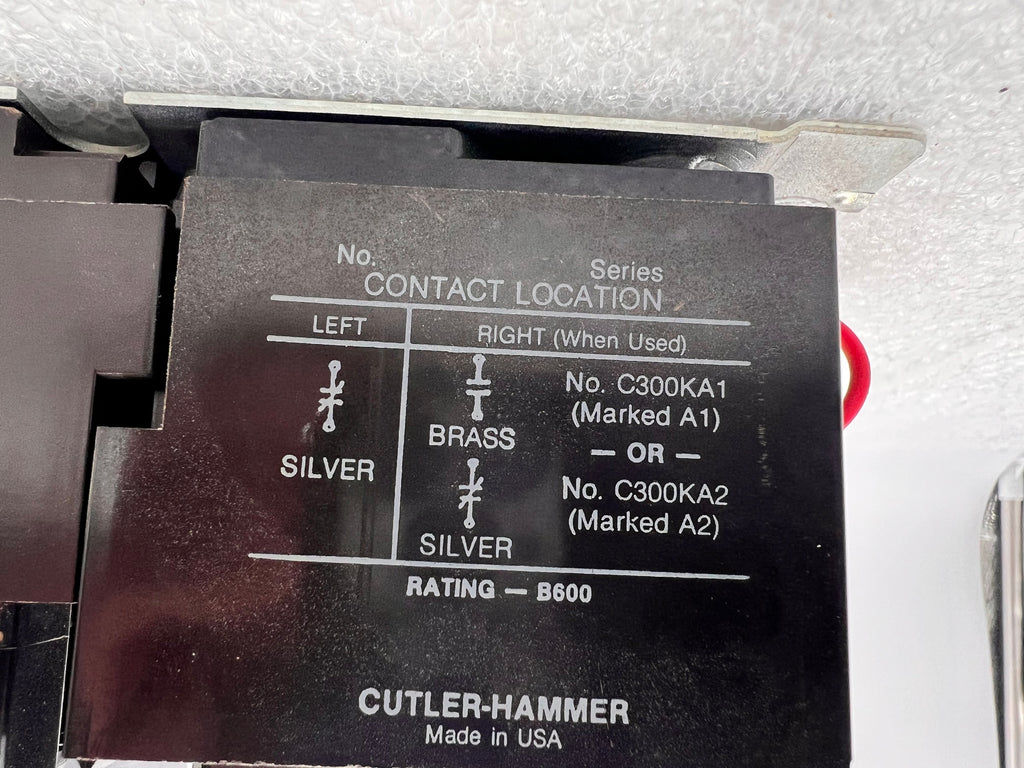 No. Series
CONTACT LOCATION
LEFT
RIGHT (When Used)
SILVER
BRASS
No. C300KA1
(Marked A1)
— OR —
No. C300KA2
(Marked A2)
SILVER
RATING — B600
CUTLER-HAMMER
Made in USA